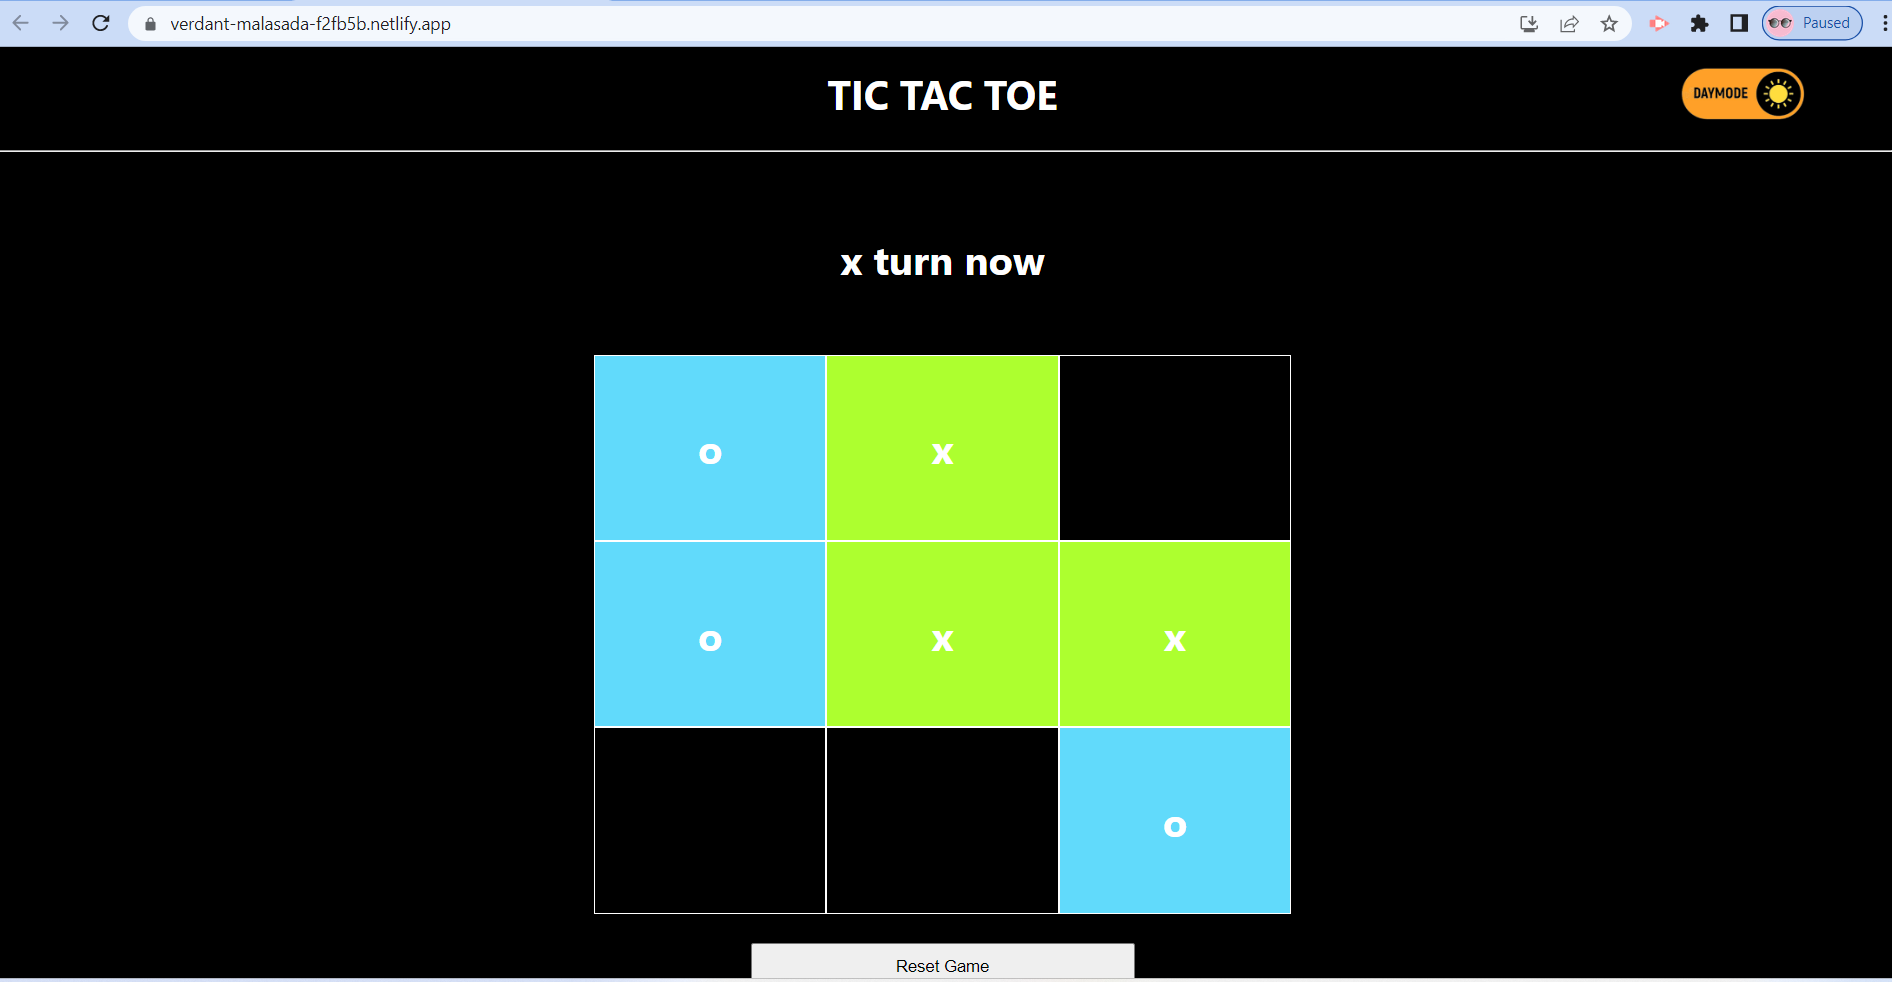 verdant-malasada-f2fb5b.netlify.app
Paused
TIC TAC TOE
DAYMODE
x turn now
o x
o x x
o
Reset Game